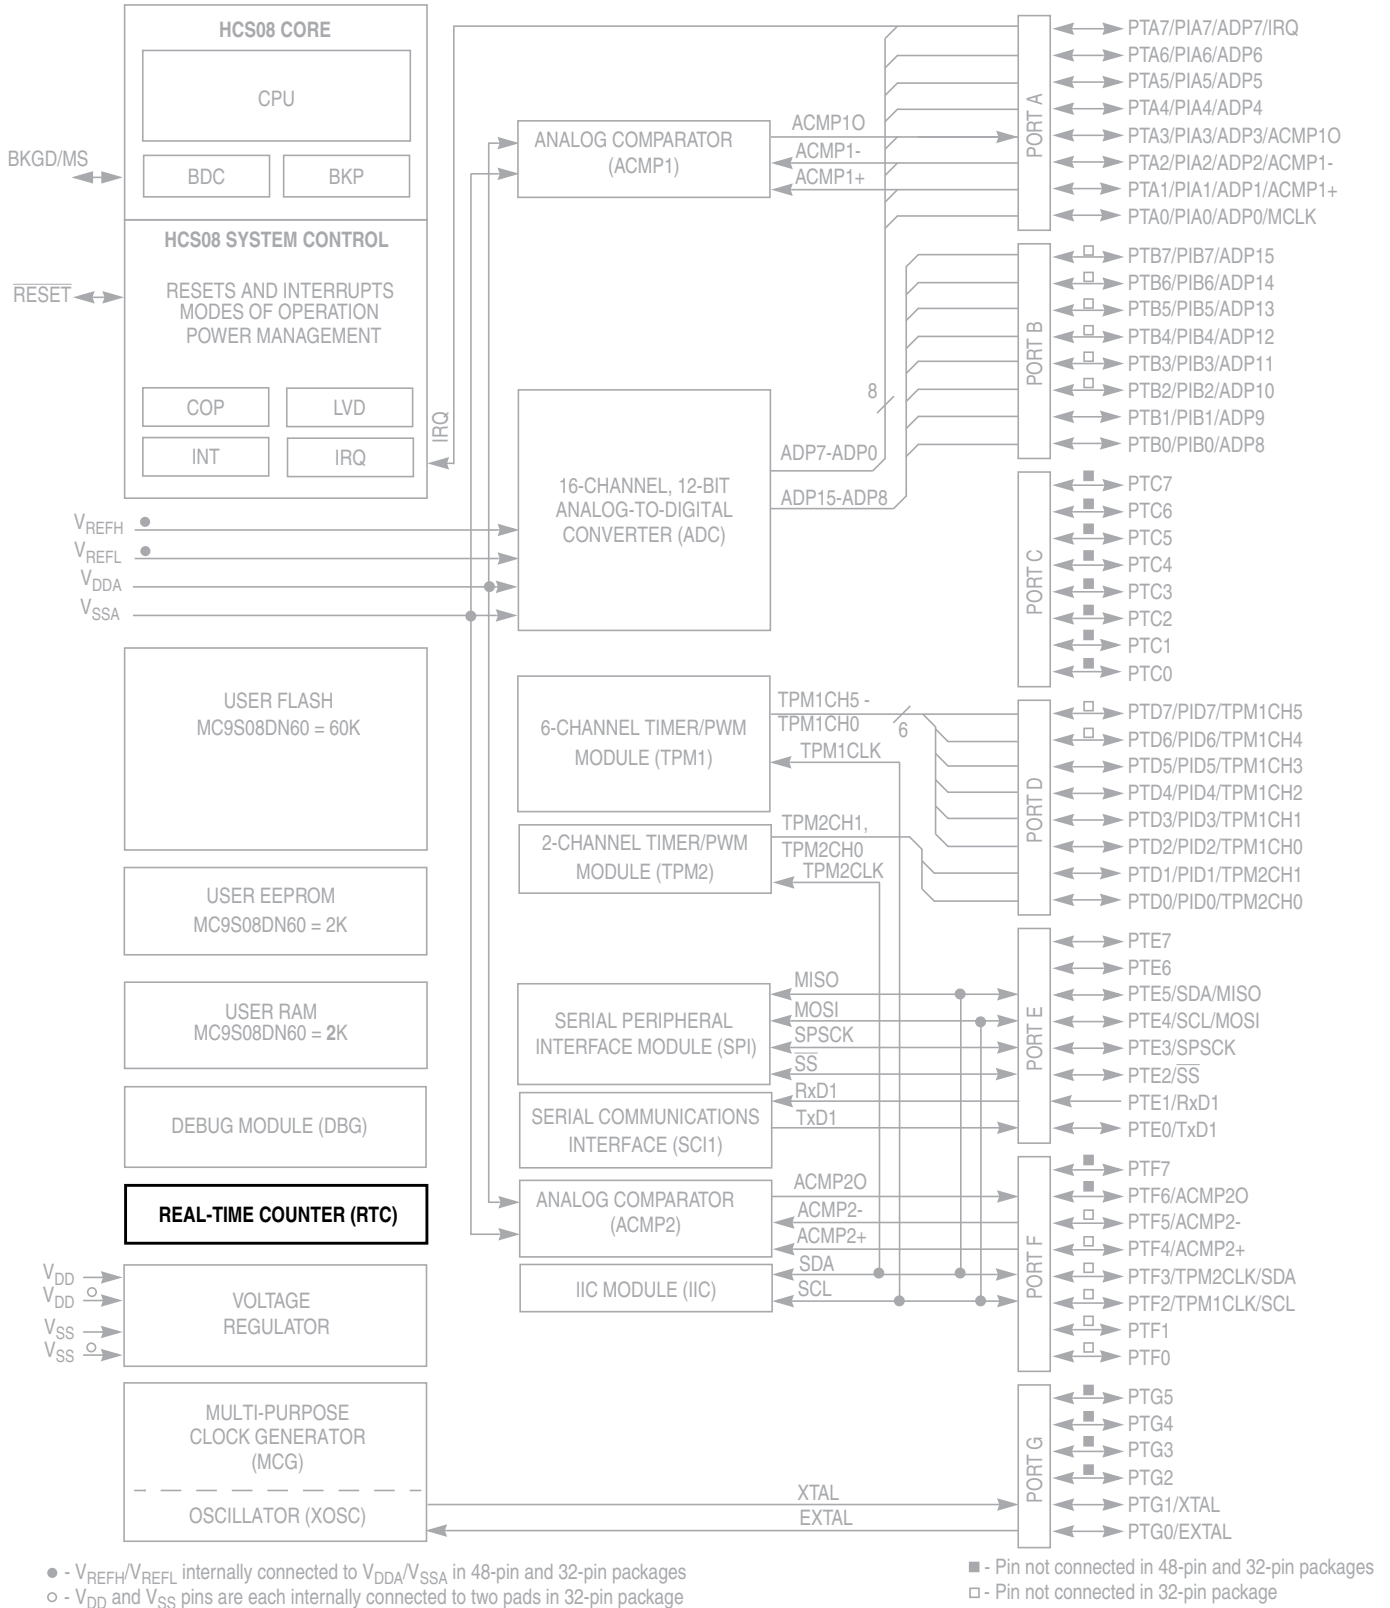 HCS08 CORE
CPU
BDC
BKP
BKGD/MS
HCS08 SYSTEM CONTROL
RESETS AND INTERRUPTS
MODES OF OPERATION
POWER MANAGEMENT
RESET
COP
LVD
INT
IRQ
IRQ
ANALOG COMPARATOR
(ACMP1)
ACMP1O
ACMP1-
ACMP1+
16-CHANNEL, 12-BIT
ANALOG-TO-DIGITAL
CONVERTER (ADC)
8
ADP7-ADP0
ADP15-ADP8
VREFH
VREFL
VDDA
VSSA
USER FLASH
MC9S08DN60 = 60K
USER EEPROM
MC9S08DN60 = 2K
USER RAM
MC9S08DN60 = 2K
DEBUG MODULE (DBG)
REAL-TIME COUNTER (RTC)
VDD
VDD
VSS
VSS
VOLTAGE
REGULATOR
MULTI-PURPOSE
CLOCK GENERATOR
(MCG)
OSCILLATOR (XOSC)
6-CHANNEL TIMER/PWM
MODULE (TPM1)
TPM1CH5 -
TPM1CH0
6
TPM1CLK
2-CHANNEL TIMER/PWM
MODULE (TPM2)
TPM2CH1,
TPM2CH0
TPM2CLK
SERIAL PERIPHERAL
INTERFACE MODULE (SPI)
MISO
MOSI
SPSCK
SS
SERIAL COMMUNICATIONS
INTERFACE (SCI1)
RxD1
TxD1
ANALOG COMPARATOR
(ACMP2)
ACMP2O
ACMP2-
ACMP2+
IIC MODULE (IIC)
SDA
SCL
XTAL
EXTAL
PORT A
PTA7/PIA7/ADP7/IRQ
PTA6/PIA6/ADP6
PTA5/PIA5/ADP5
PTA4/PIA4/ADP4
PTA3/PIA3/ADP3/ACMP1O
PTA2/PIA2/ADP2/ACMP1-
PTA1/PIA1/ADP1/ACMP1+
PTA0/PIA0/ADP0/MCLK
PORT B
PTB7/PIB7/ADP15
PTB6/PIB6/ADP14
PTB5/PIB5/ADP13
PTB4/PIB4/ADP12
PTB3/PIB3/ADP11
PTB2/PIB2/ADP10
PTB1/PIB1/ADP9
PTB0/PIB0/ADP8
PORT C
PTC7
PTC6
PTC5
PTC4
PTC3
PTC2
PTC1
PTC0
PORT D
PTD7/PID7/TPM1CH5
PTD6/PID6/TPM1CH4
PTD5/PID5/TPM1CH3
PTD4/PID4/TPM1CH2
PTD3/PID3/TPM1CH1
PTD2/PID2/TPM1CH0
PTD1/PID1/TPM2CH1
PTD0/PID0/TPM2CH0
PORT E
PTE7
PTE6
PTE5/SDA/MISO
PTE4/SCL/MOSI
PTE3/SPSCK
PTE2/SS
PTE1/RxD1
PTE0/TxD1
PORT F
PTF7
PTF6/ACMP2O
PTF5/ACMP2-
PTF4/ACMP2+
PTF3/TPM2CLK/SDA
PTF2/TPM1CLK/SCL
PTF1
PTF0
PORT G
PTG5
PTG4
PTG3
PTG2
PTG1/XTAL
PTG0/EXTAL
● - VREFH/VREFL internally connected to VDDA/VSSA in 48-pin and 32-pin packages
○ - VDD and VSS pins are each internally connected to two pads in 32-pin package
■ - Pin not connected in 48-pin and 32-pin packages
□ - Pin not connected in 32-pin package